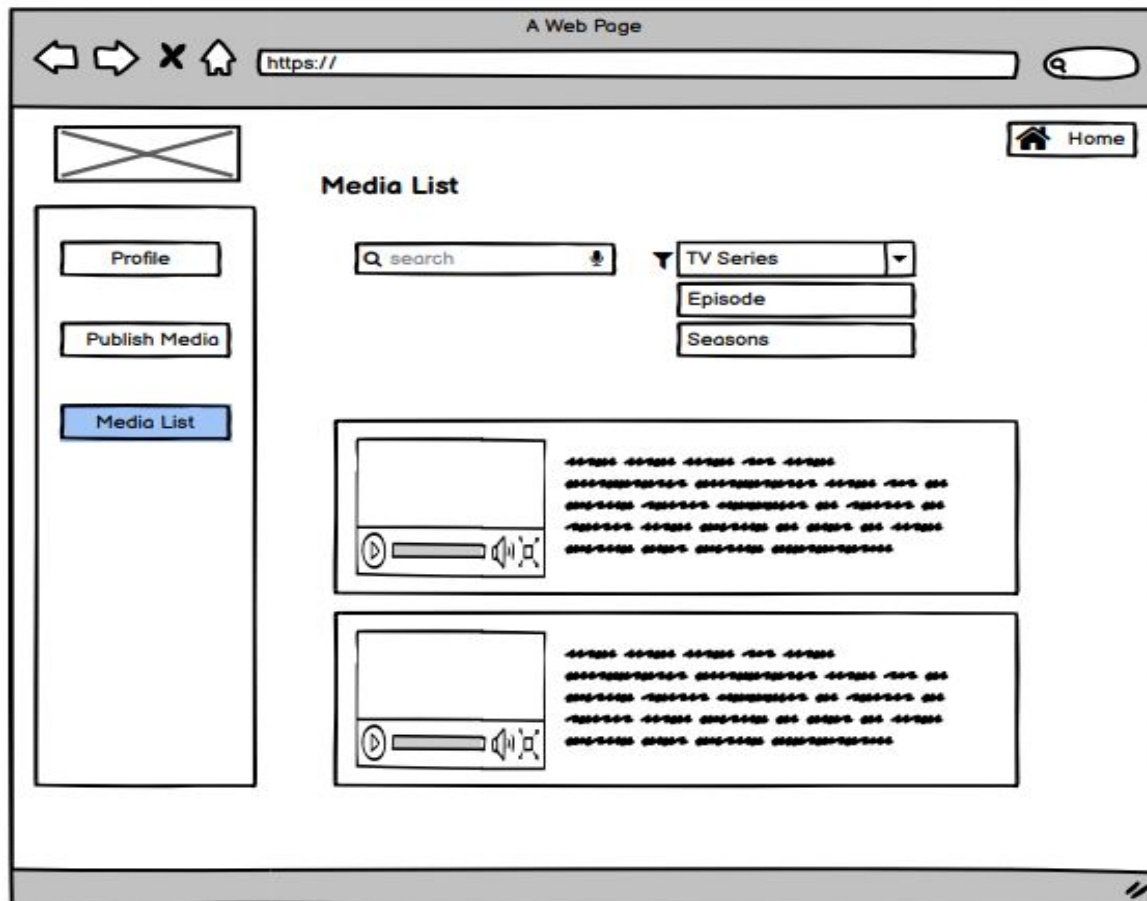 A Web Page
https://
Home
Media List
Profile
search
TV Series
Episode
Publish Media
Seasons
Media List